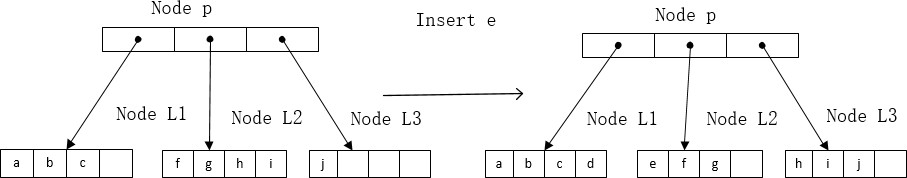 Node p
Insert e
Node p
Node L1
Node L2
Node L3
Node L1
Node L2
Node L3
a b c
f g h i
j
a b c d
e f g
h i j